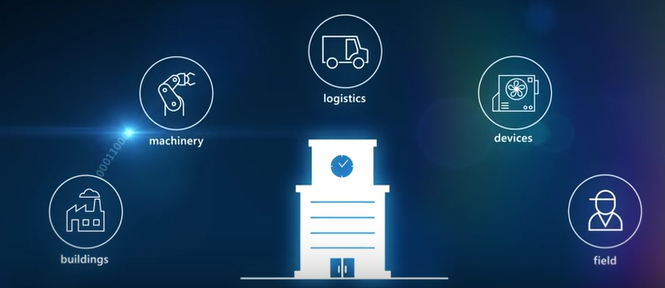 logistics
machinery
devices
buildings
field